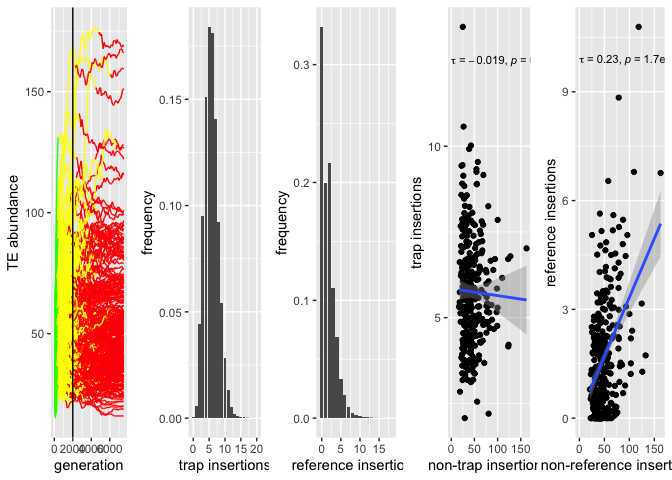 TE abundance
50
100
150
0 2000 4000 6000
generation
frequency
0.00
0.05
0.10
0.15
0 5 10 15 20
trap insertions
frequency
0.0
0.1
0.2
0.3
0 5 10 15
reference insertic
trap insertions
5
10
τ = −0.019, p =
0 50 100 150
non-trap insertion
reference insertions
0
3
6
9
τ = 0.23, p = 1.7e
0 50 100 150
non-reference insert